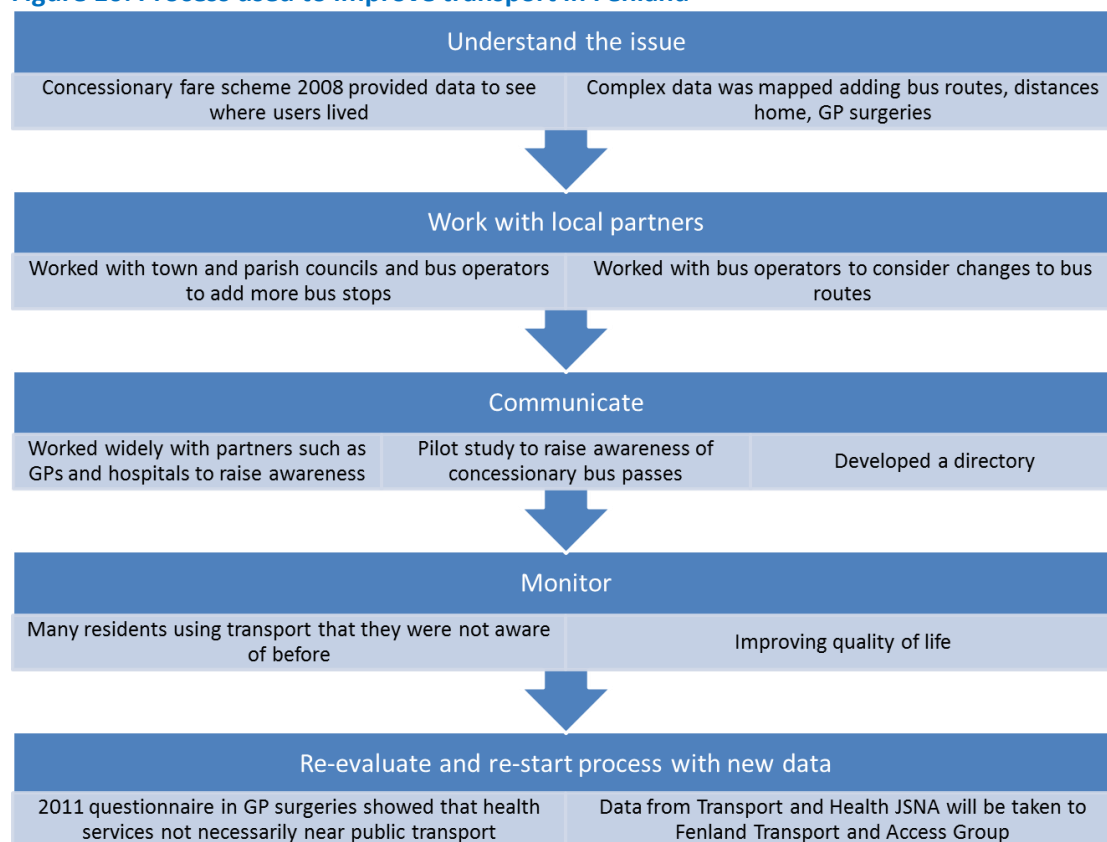 Understand the issue
Concessionary fare scheme 2008 provided data to see
where users lived
Complex data was mapped adding bus routes, distances
home, GP surgeries
Work with local partners
Worked with town and parish councils and bus operators
to add more bus stops
Worked with bus operators to consider changes to bus
routes
Communicate
Worked widely with partners such as
GPs and hospitals to raise awareness
Pilot study to raise awareness of
concessionary bus passes
Developed a directory
Monitor
Many residents using transport that they were not aware
of before
Improving quality of life
Re-evaluate and re-start process with new data
2011 questionnaire in GP surgeries showed that health
services not necessarily near public transport
Data from Transport and Health JSNA will be taken to
Fenland Transport and Access Group